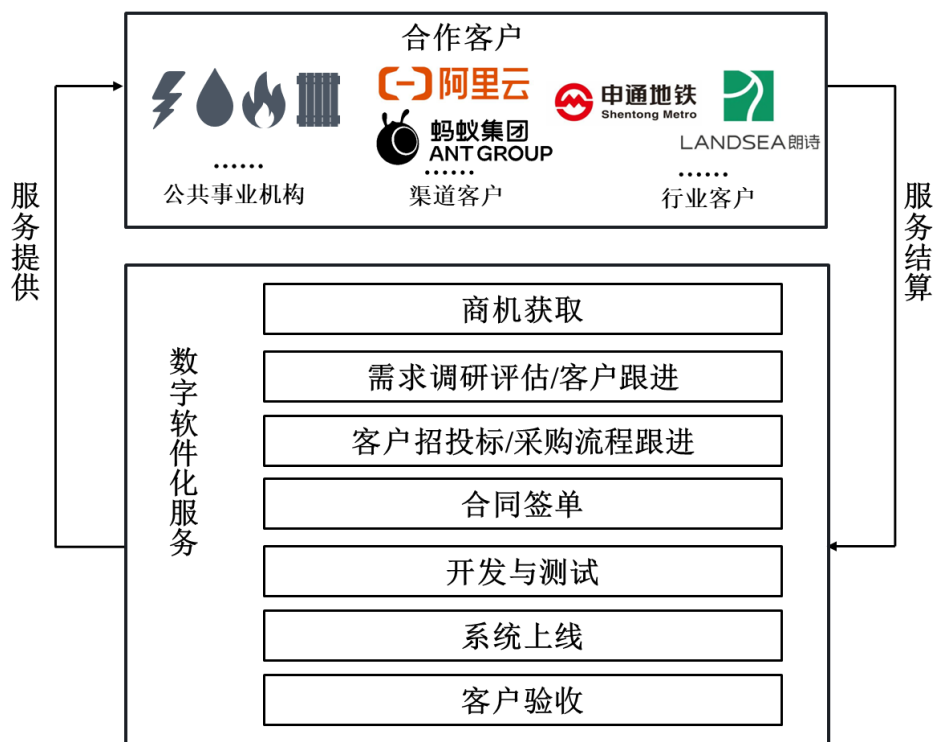 合作客户
阿里云
蚂蚁集团
ANT GROUP
申通地铁
Shentong Metro
LANDSEA朗诗
……
公共事业机构
……
渠道客户
……
行业客户
服务提供
服务结算
数字软件化服务
商机获取
需求调研评估/客户跟进
客户招投标/采购流程跟进
合同签单
开发与测试
系统上线
客户验收